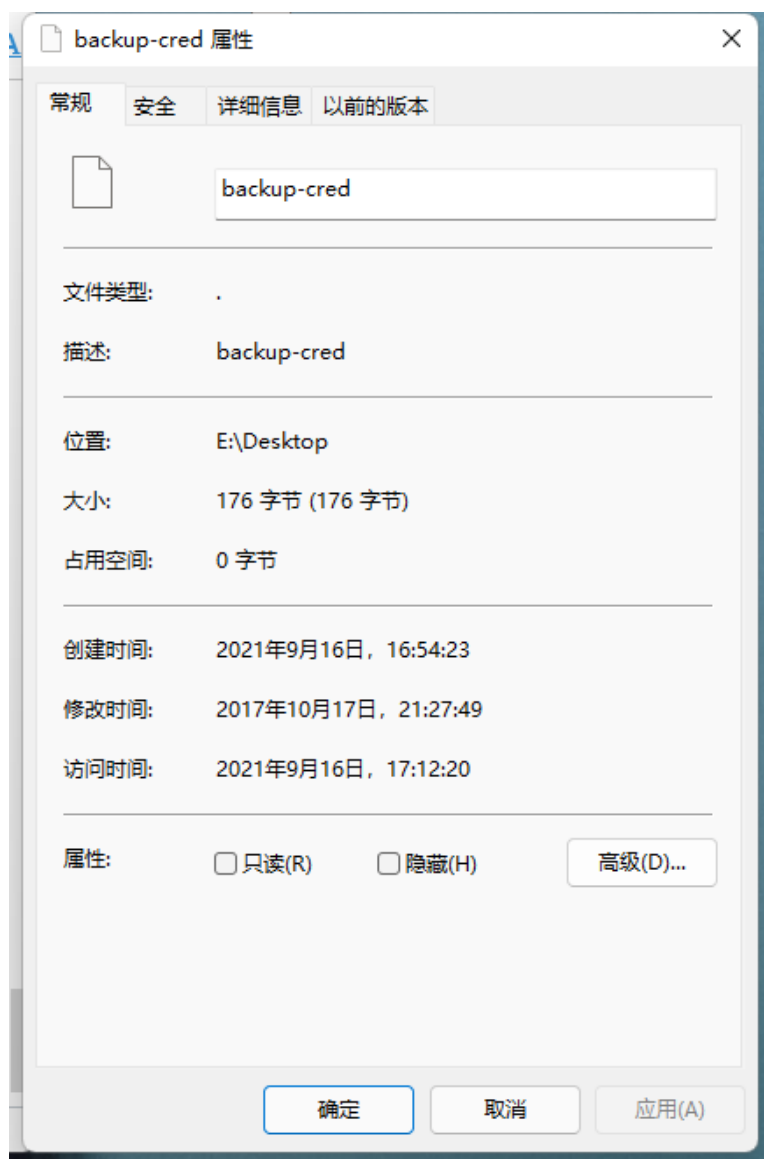 A
backup-cred 属性
常规 安全 详细信息 以前的版本
backup-cred
文件类型: .
描述: backup-cred
位置: E:\Desktop
大小: 176 字节 (176 字节)
占用空间: 0 字节
创建时间: 2021年9月16日，16:54:23
修改时间: 2017年10月17日，21:27:49
访问时间: 2021年9月16日，17:12:20
属性: 只读(R) 隐藏(H) 高级(D)...
确定 取消 应用(A)